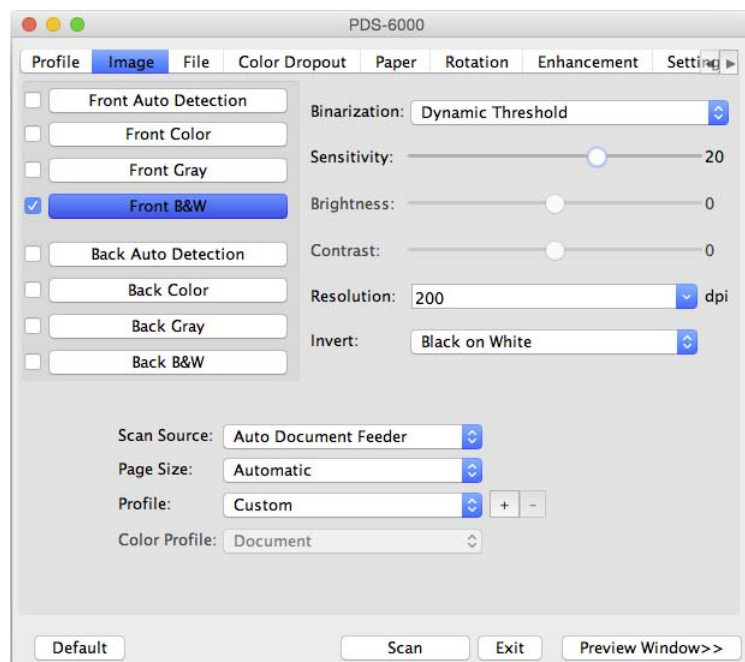 PDS-6000
Profile Image File Color Dropout Paper Rotation Enhancement Setting
Front Auto Detection
Front Color
Front Gray
Front B&W
Back Auto Detection
Back Color
Back Gray
Back B&W
Binarization: Dynamic Threshold
Sensitivity: 20
Brightness: 0
Contrast: 0
Resolution: 200 dpi
Invert: Black on White
Scan Source: Auto Document Feeder
Page Size: Automatic
Profile: Custom + -
Color Profile: Document
Default Scan Exit Preview Window>>